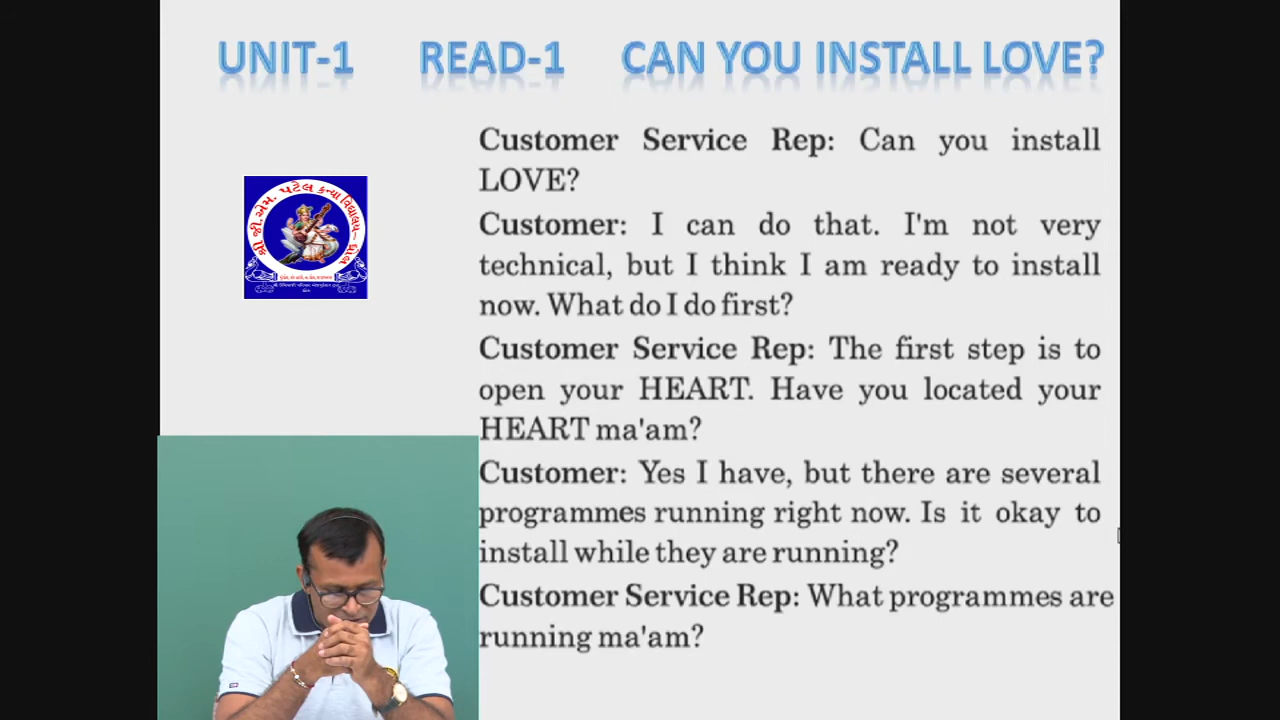 UNIT-1 READ-1 CAN YOU INSTALL LOVE?
Customer Service Rep: Can you install
LOVE?
Customer: I can do that. I'm not very
technical, but I think I am ready to install
now. What do I do first?
Customer Service Rep: The first step is to
open your HEART. Have you located your
HEART ma'am?
Customer: Yes I have, but there are several
programmes running right now. Is it okay to
install while they are running?
Customer Service Rep: What programmes are
running ma'am?
શ્રી જી. એમ. પટેલ કન્યા વિદ્યાલય